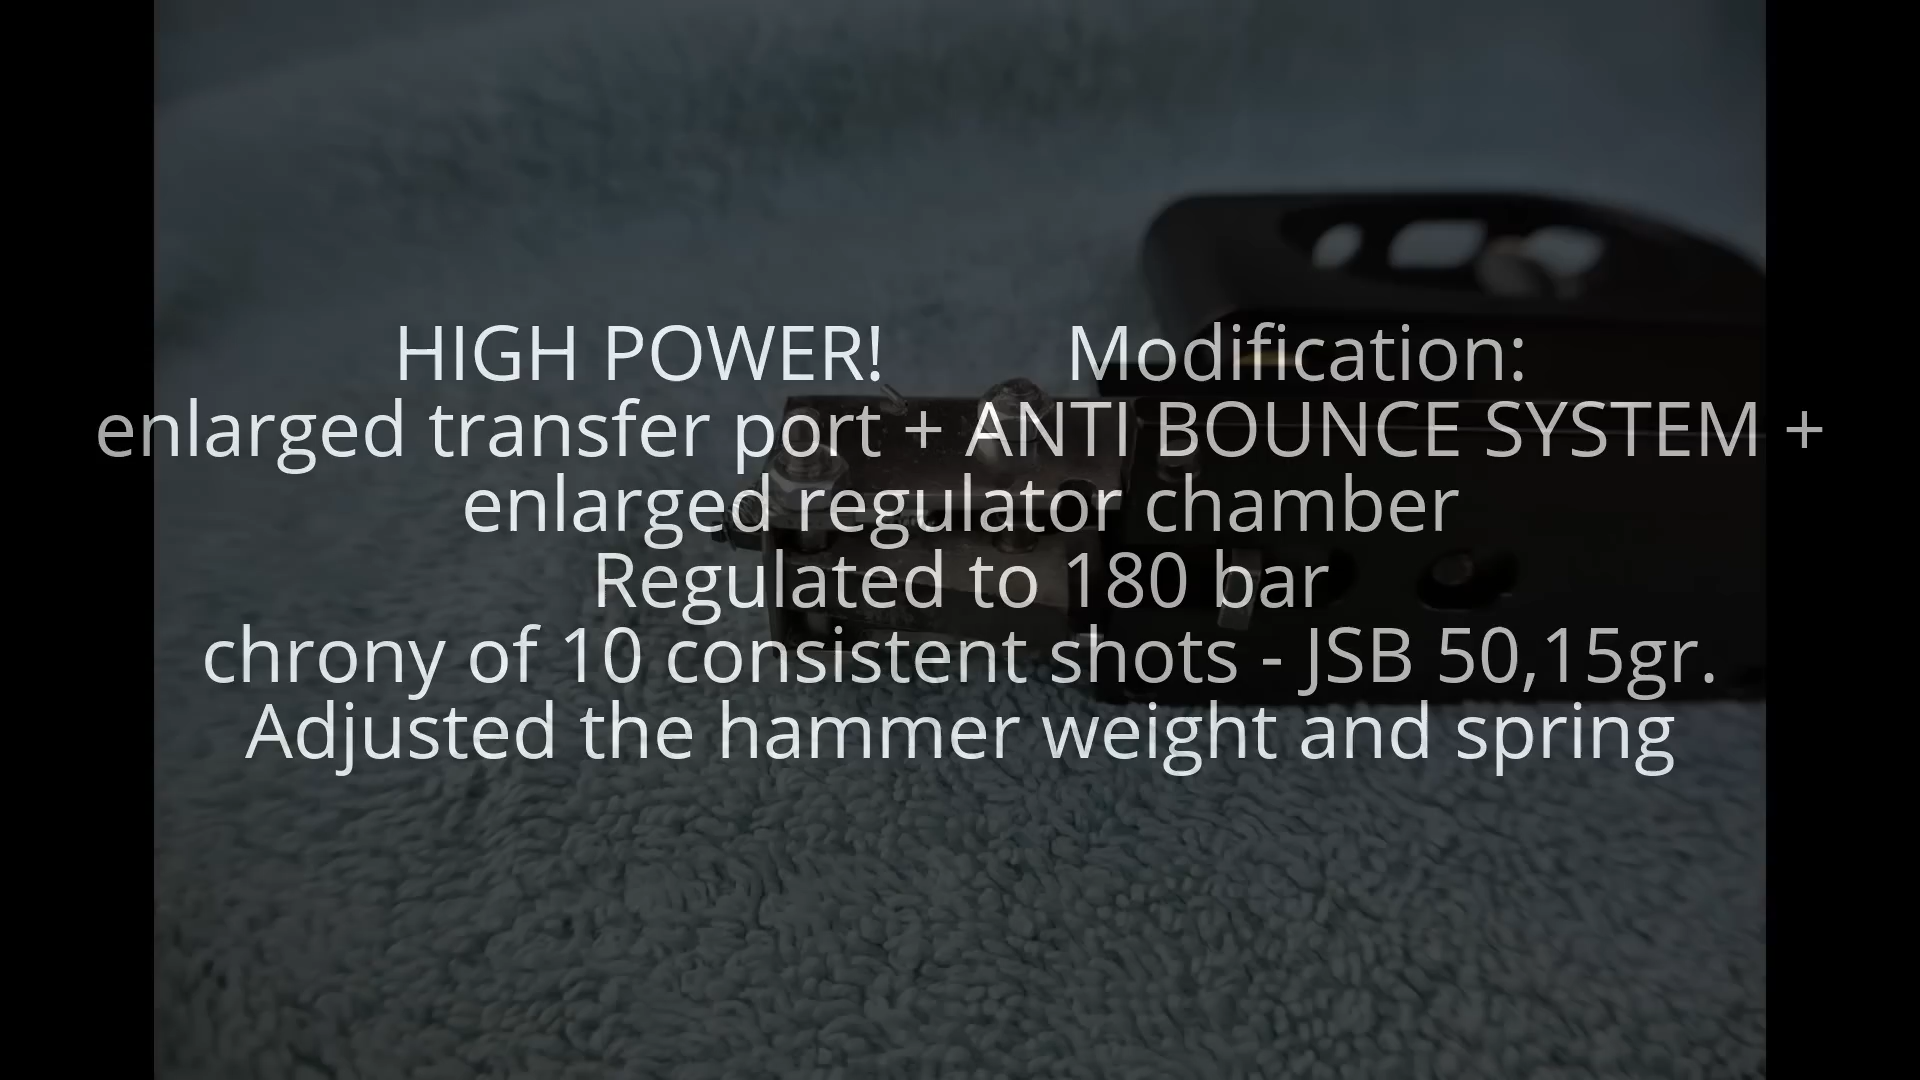 HIGH POWER! Modification:
enlarged transfer port + ANTI BOUNCE SYSTEM +
enlarged regulator chamber
Regulated to 180 bar
chrony of 10 consistent shots - JSB 50,15gr.
Adjusted the hammer weight and spring